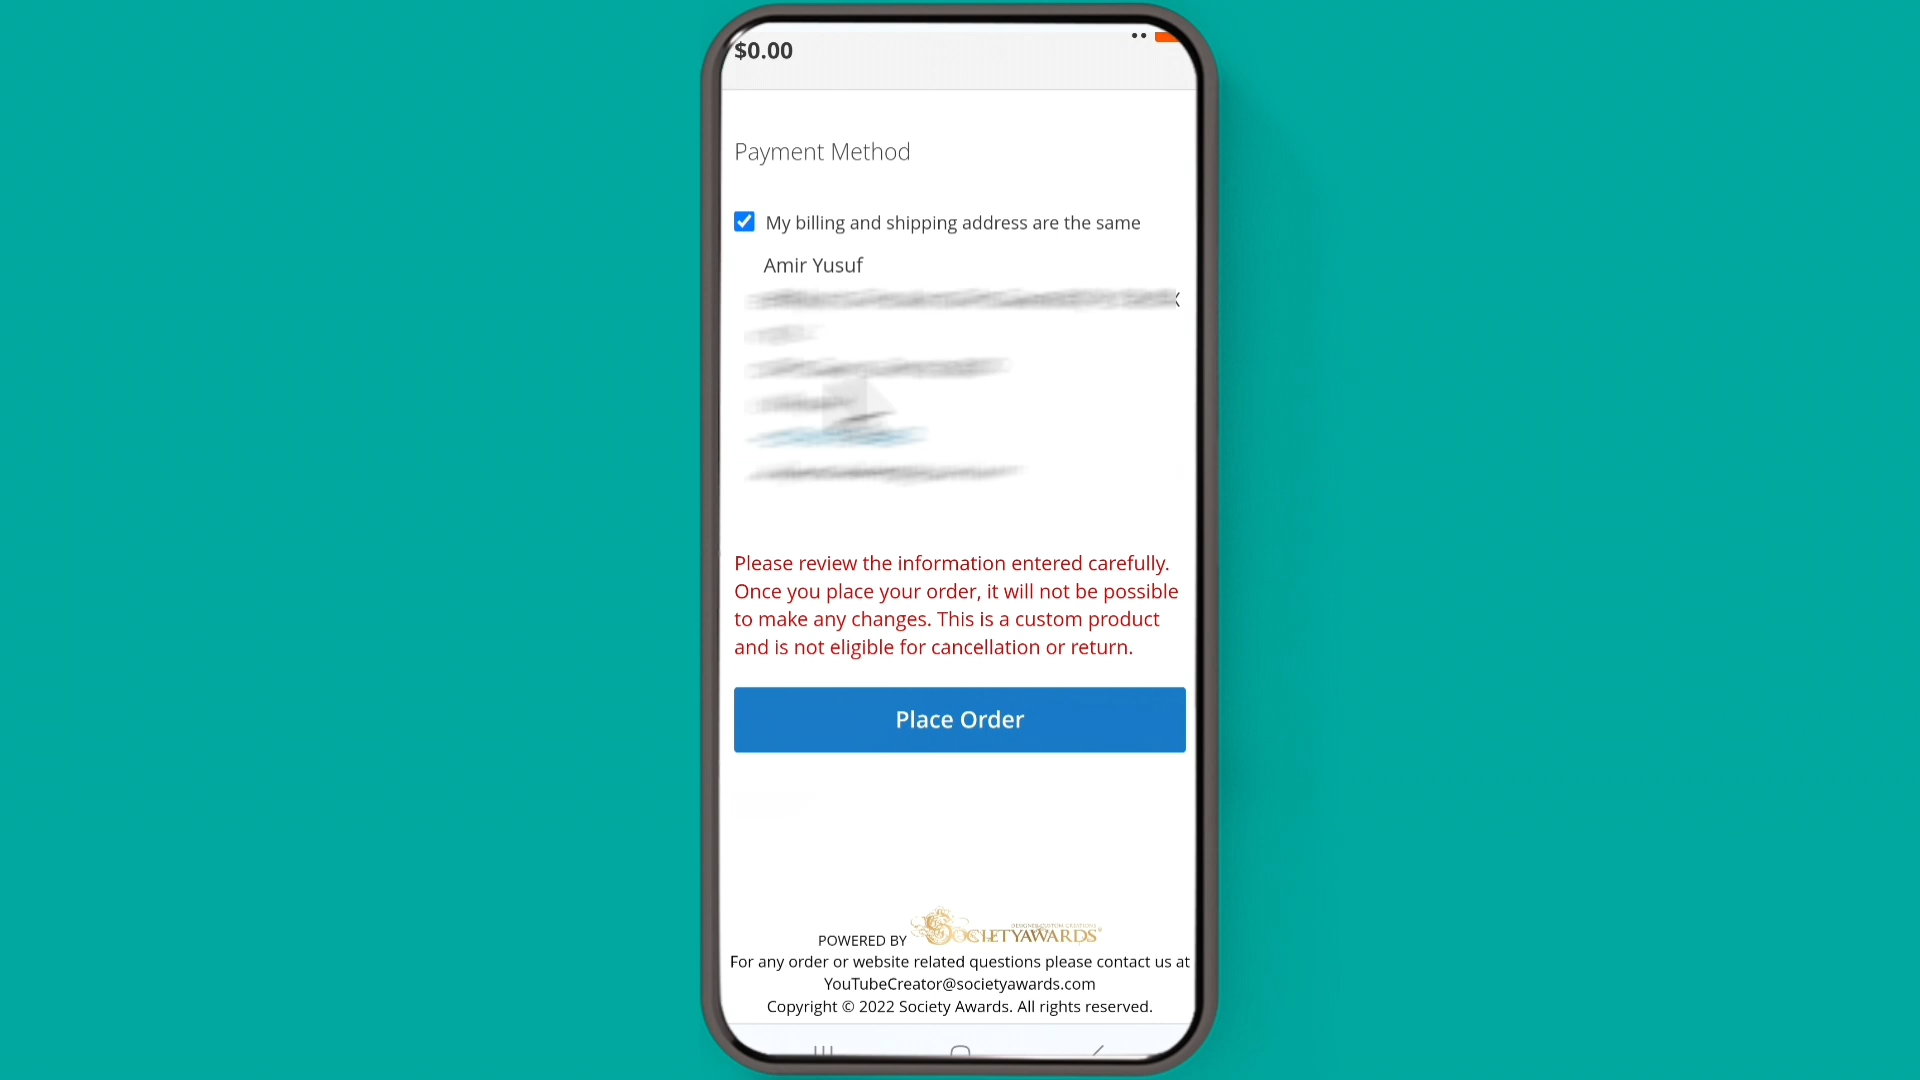 $0.00
Payment Method
My billing and shipping address are the same
Amir Yusuf
Please review the information entered carefully.
Once you place your order, it will not be possible
to make any changes. This is a custom product
and is not eligible for cancellation or return.
Place Order
DESIGNER CUSTOM CREATIONS
POWERED BY SOCIETYAWARDS
For any order or website related questions please contact us at
YouTubeCreator@societyawards.com
Copyright © 2022 Society Awards. All rights reserved.